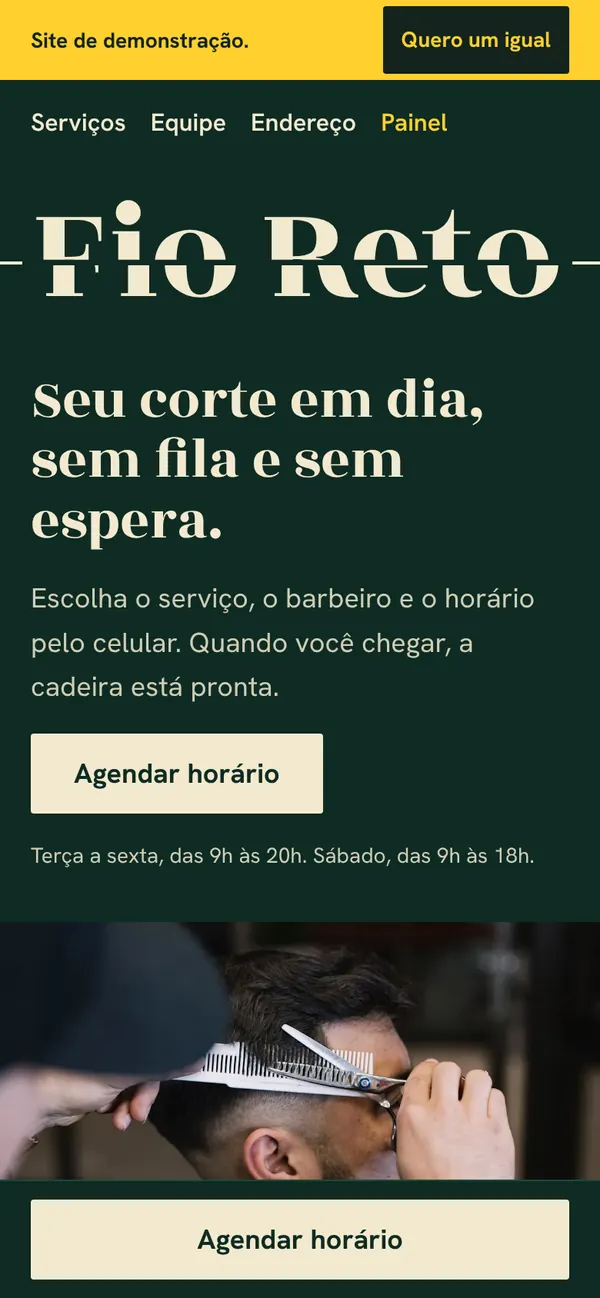 Site de demonstração.
Quero um igual
Serviços Equipe Endereço Painel
Fio Reto
Seu corte em dia,
sem fila e sem
espera.
Escolha o serviço, o barbeiro e o horário
pelo celular. Quando você chegar, a
cadeira está pronta.
Agendar horário
Terça a sexta, das 9h às 20h. Sábado, das 9h às 18h.
Agendar horário